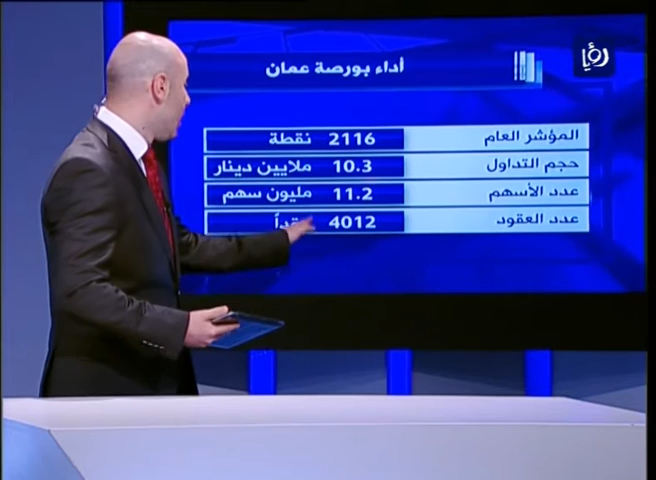 رؤيا
أداء بورصة عمان
المؤشر العام 2116 نقطة
حجم التداول 10.3 ملايين دينار
عدد الأسهم 11.2 مليون سهم
عدد العقود 4012